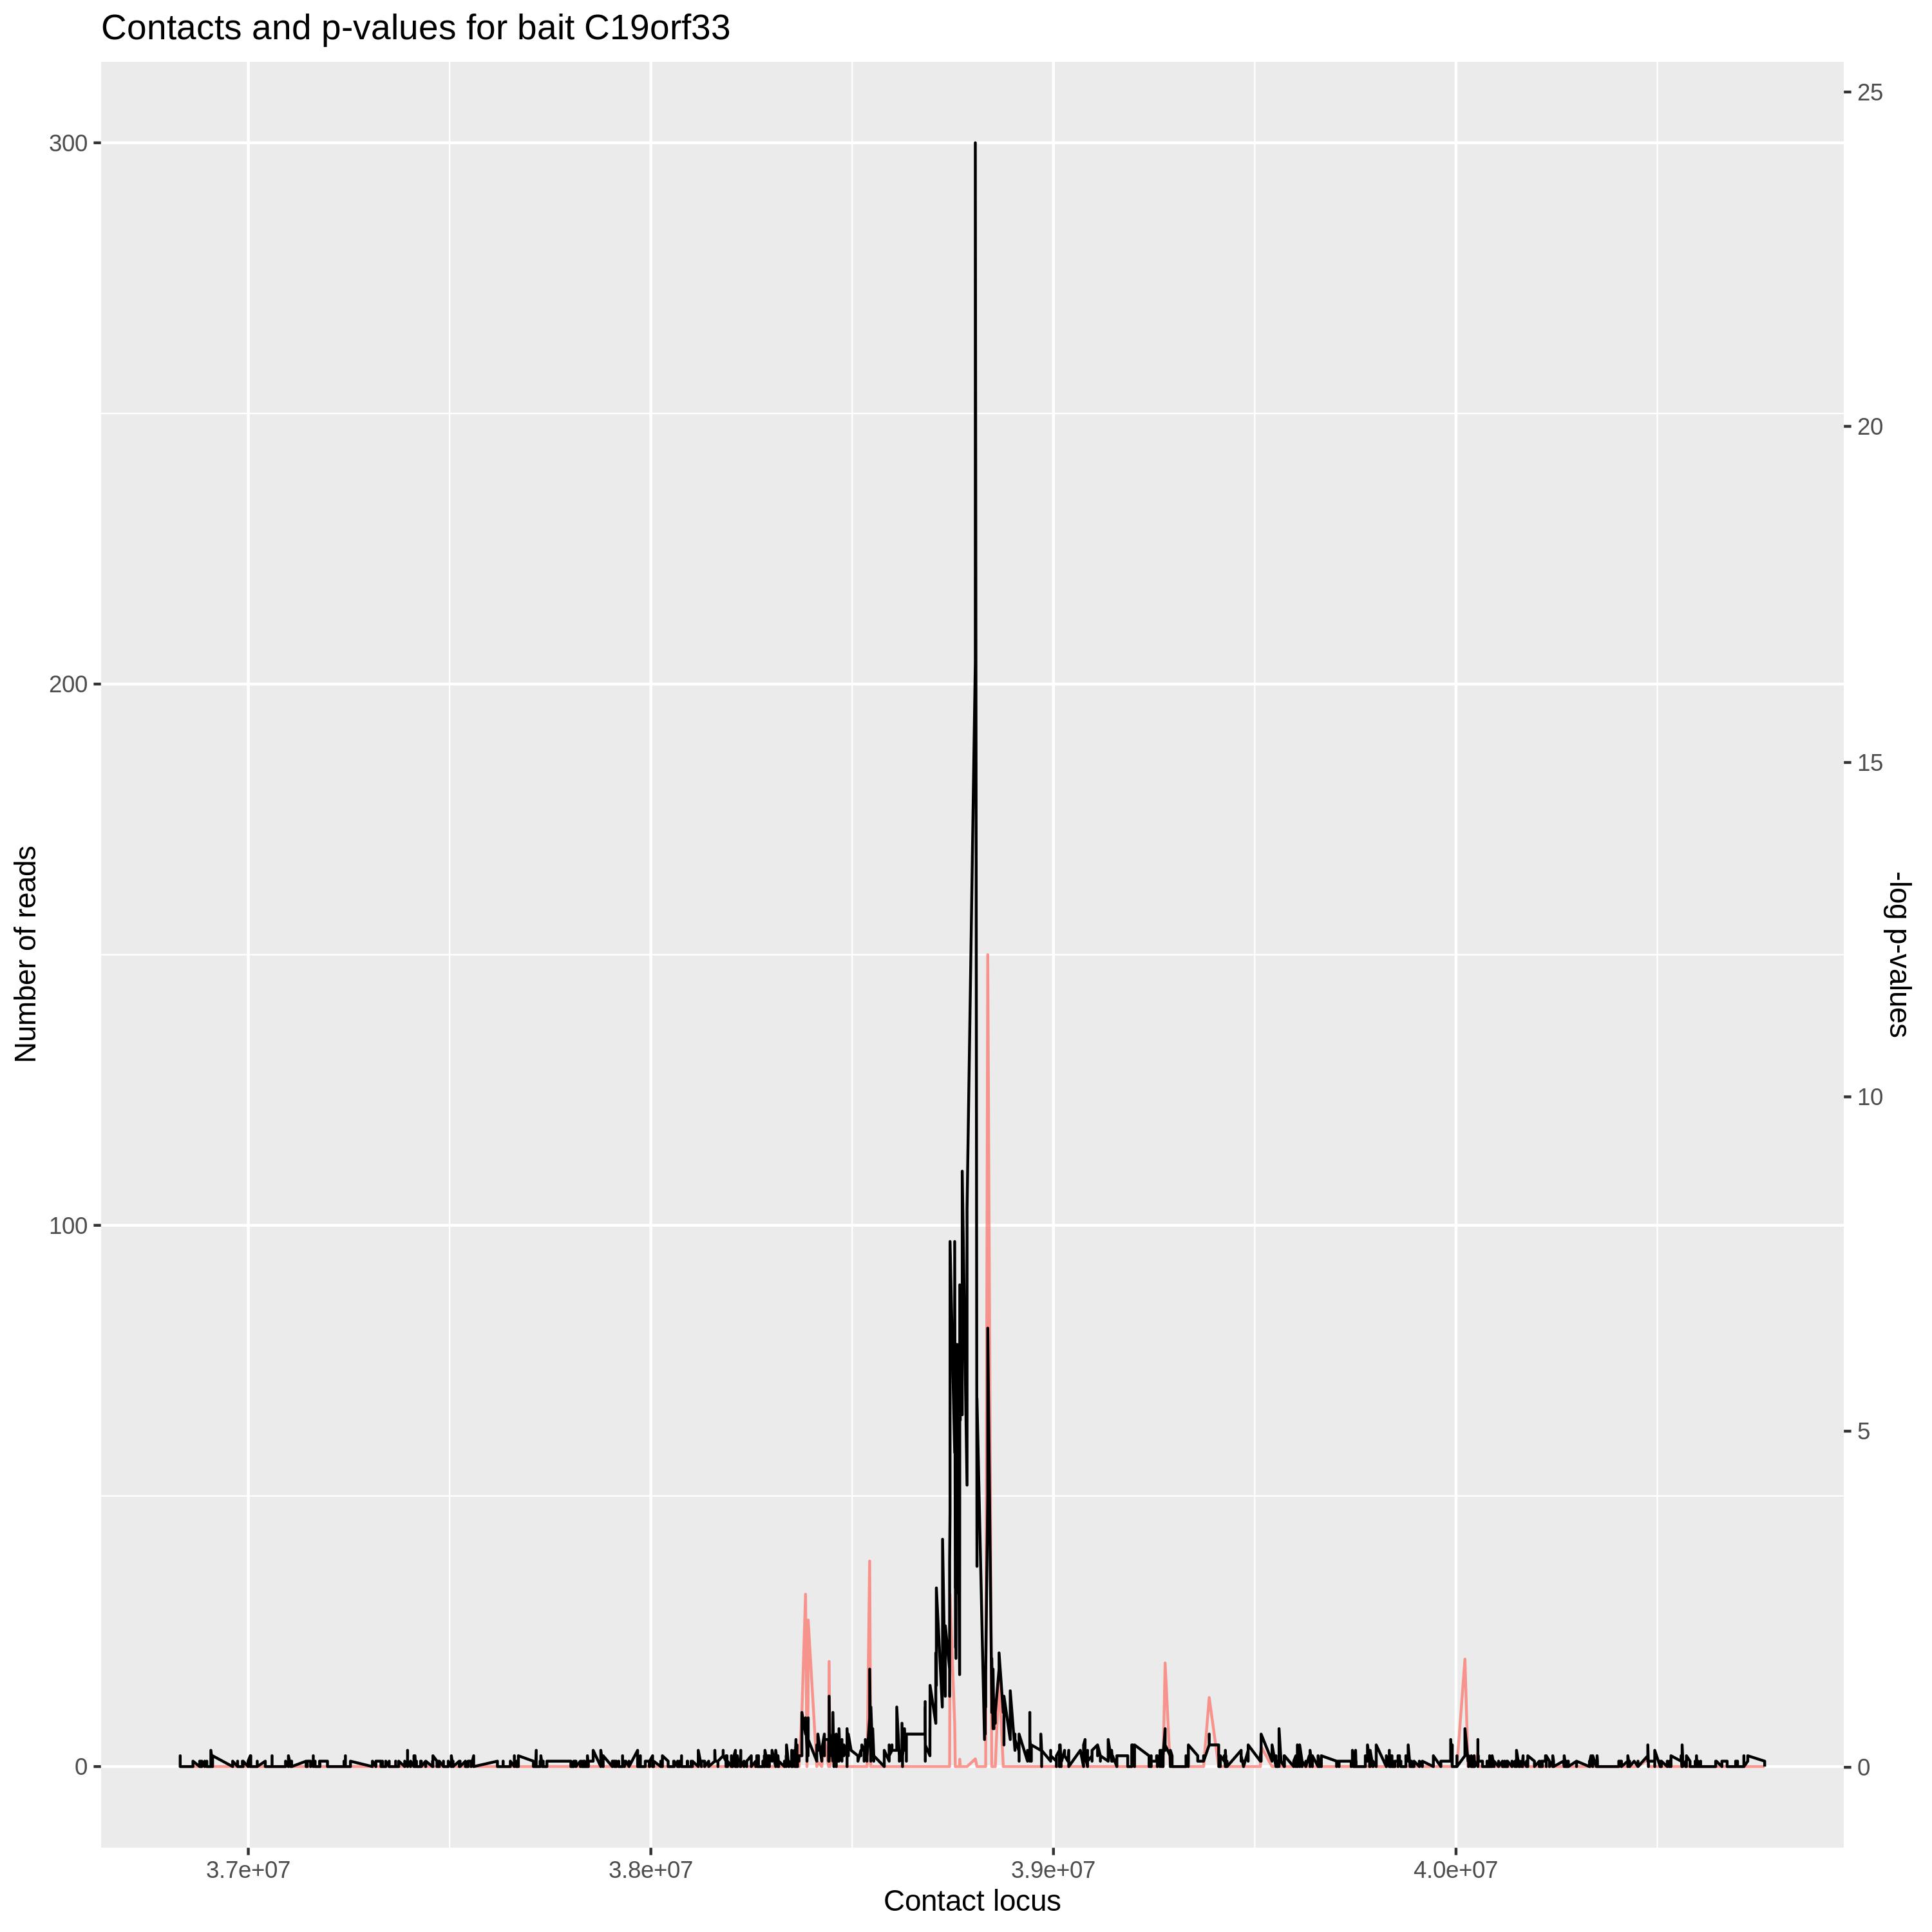 Contacts and p-values for bait C19orf33
300
200
100
0
Number of reads
25
20
15
10
5
0
-log p-values
3.7e+07
3.8e+07
3.9e+07
4.0e+07
Contact locus